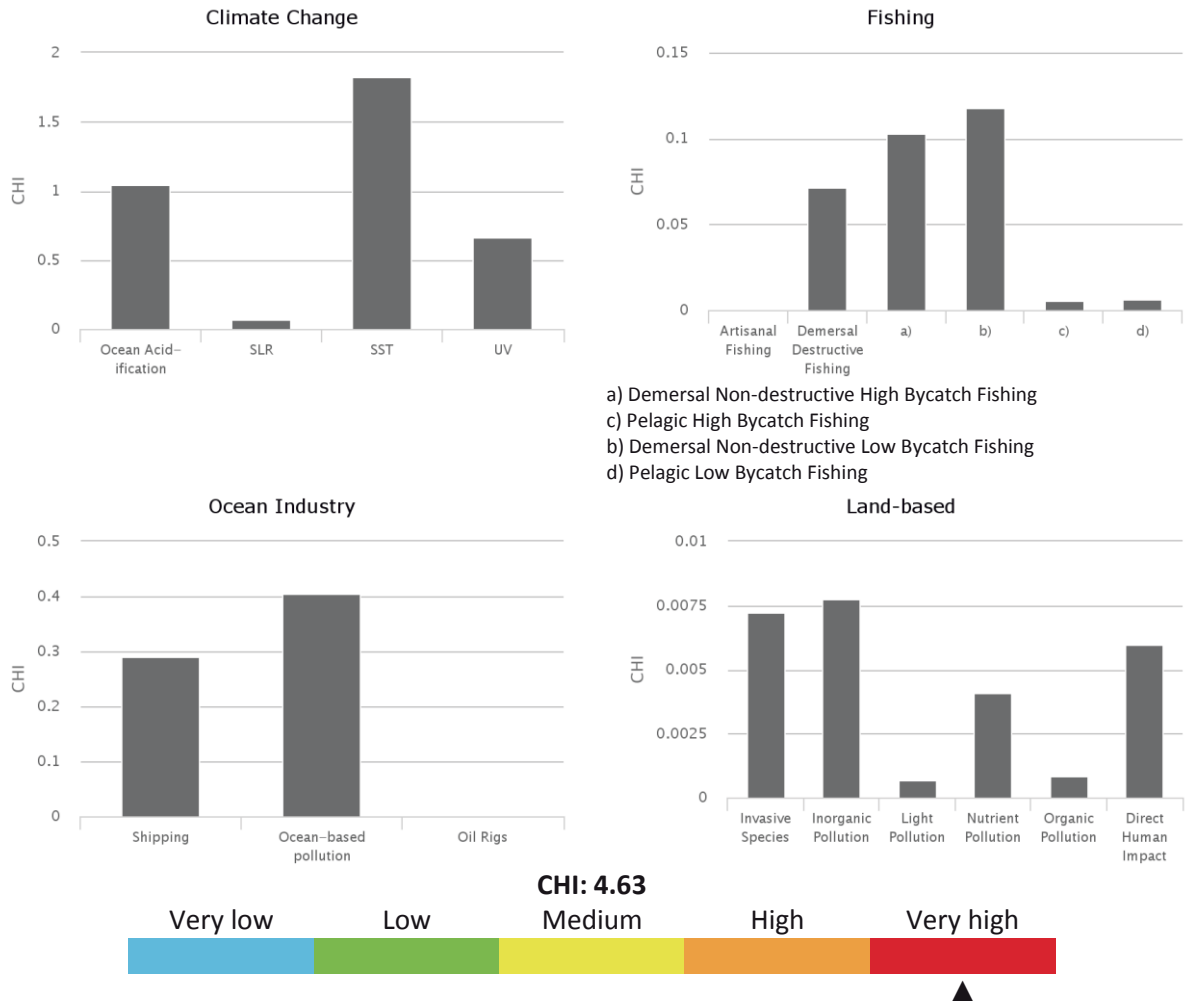 Climate Change
2
1.5
1
0.5
0
CHI
Ocean Acid–
ification
SLR
SST
UV
Fishing
0.15
0.1
0.05
0
CHI
Artisanal
Fishing
Demersal
Destructive
Fishing
a)
b)
c)
d)
a) Demersal Non-destructive High Bycatch Fishing
c) Pelagic High Bycatch Fishing
b) Demersal Non-destructive Low Bycatch Fishing
d) Pelagic Low Bycatch Fishing
Ocean Industry
0.5
0.4
0.3
0.2
0.1
0
CHI
Shipping
Ocean–based
pollution
Oil Rigs
Land-based
0.01
0.0075
0.005
0.0025
0
CHI
Invasive
Species
Inorganic
Pollution
Light
Pollution
Nutrient
Pollution
Organic
Pollution
Direct
Human
Impact
CHI: 4.63
Very low Low Medium High Very high